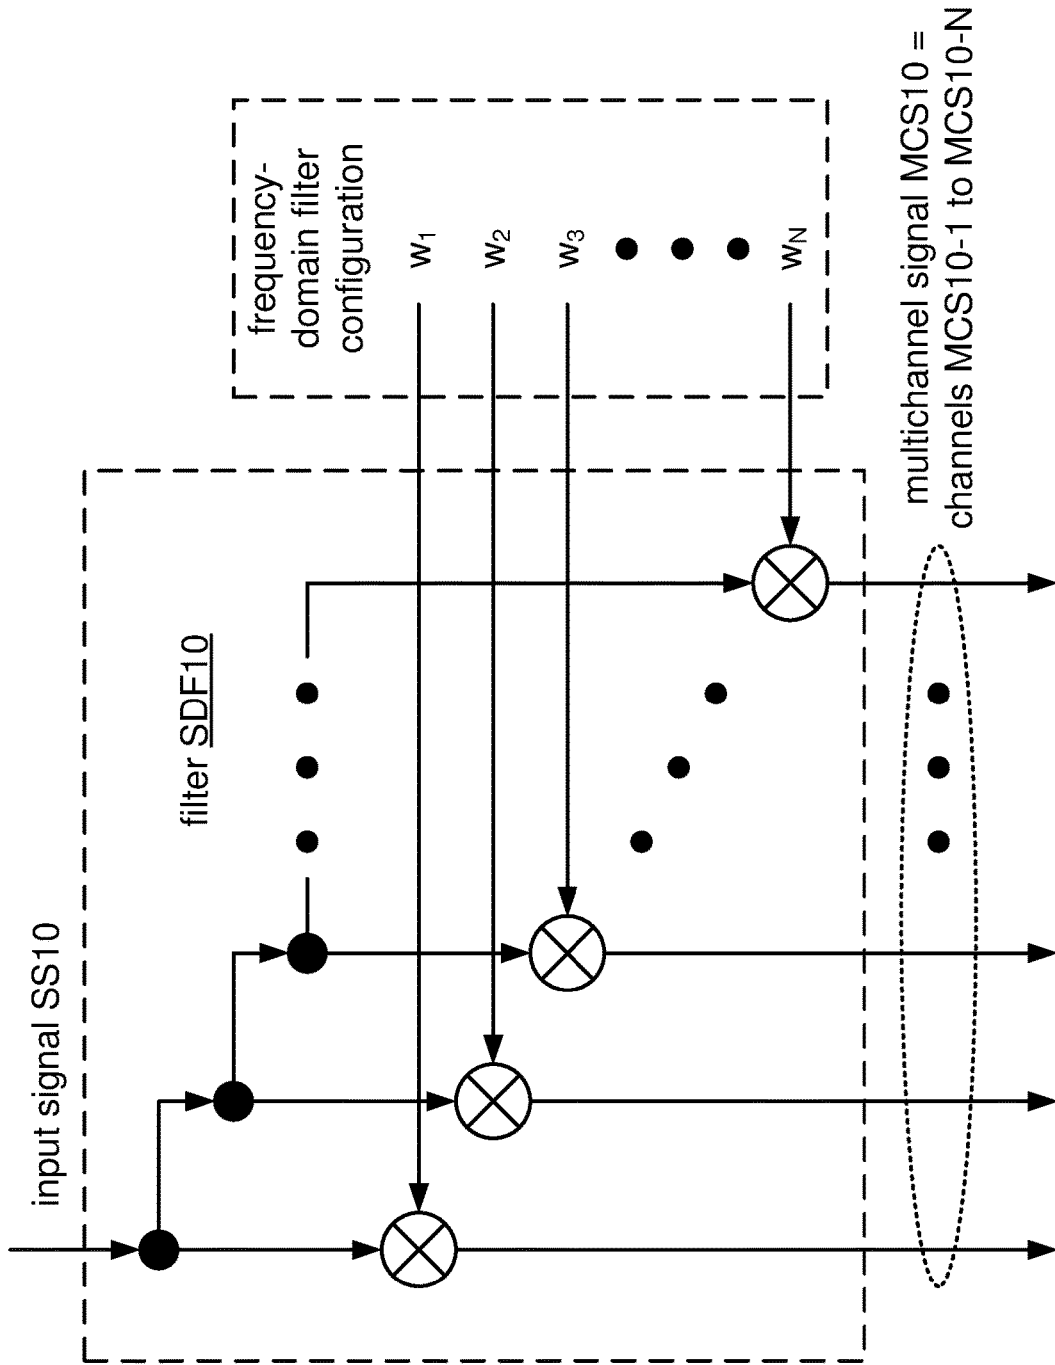 input signal SS10
filter SDF10
frequency-
domain filter
configuration
w1
w2
w3
wN
multichannel signal MCS10 =
channels MCS10-1 to MCS10-N